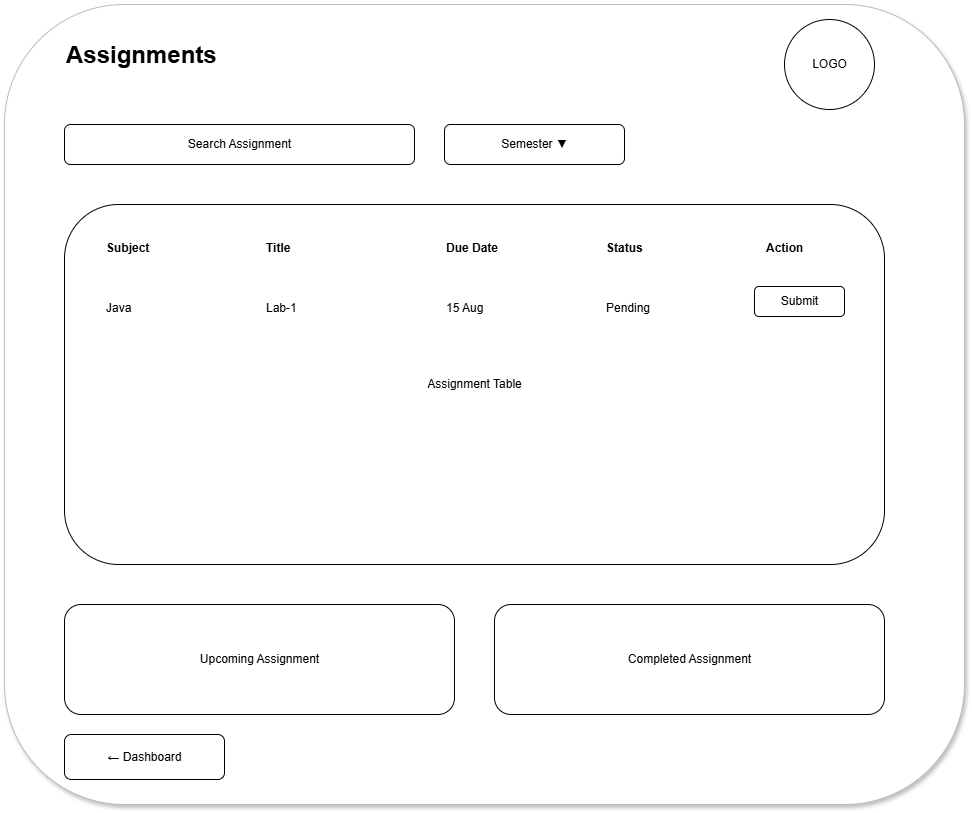 Assignments
LOGO
Search Assignment
Semester ▼
Subject Title Due Date Status Action
Java Lab-1 15 Aug Pending Submit
Assignment Table
Upcoming Assignment Completed Assignment
← Dashboard